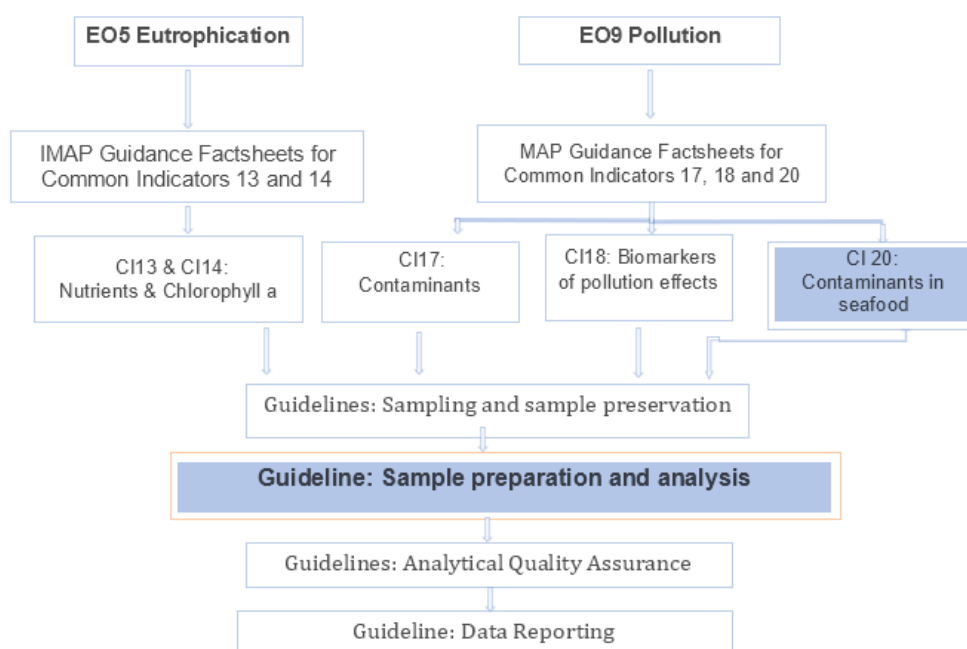 EO5 Eutrophication
EO9 Pollution
IMAP Guidance Factsheets for
Common Indicators 13 and 14
MAP Guidance Factsheets for
Common Indicators 17, 18 and 20
CI13 & CI14:
Nutrients & Chlorophyll a
CI17:
Contaminants
CI18: Biomarkers
of pollution effects
CI 20:
Contaminants in
seafood
Guidelines: Sampling and sample preservation
Guideline: Sample preparation and analysis
Guidelines: Analytical Quality Assurance
Guideline: Data Reporting